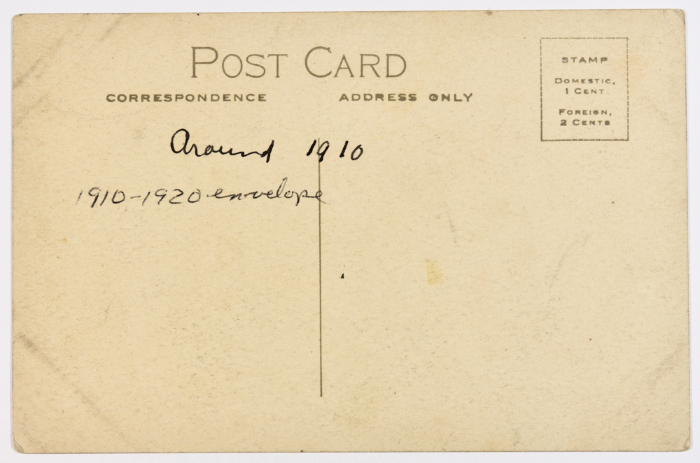 POST CARD
CORRESPONDENCE ADDRESS ONLY
STAMP
DOMESTIC,
1 CENT.
FOREIGN,
2 CENTS
Around 1910
1910-1920 envelope